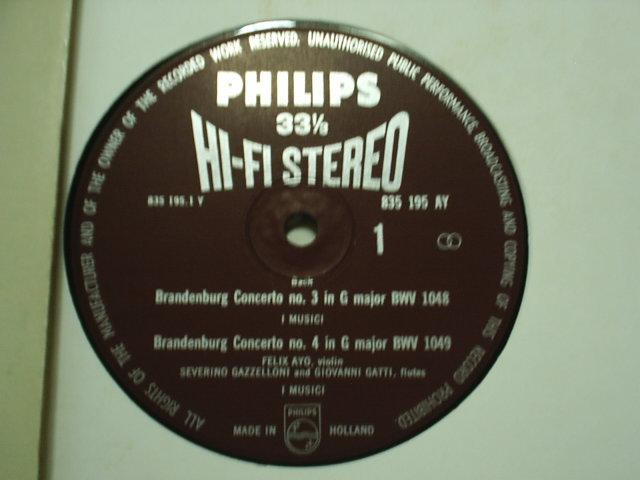 ALL RIGHTS OF THE MANUFACTURER AND OF THE OWNER OF THE RECORDED WORK RESERVED. UNAUTHORISED PUBLIC PERFORMANCE, BROADCASTING AND COPYING OF THIS RECORD PROHIBITED.
PHILIPS
33⅓
HI-FI STEREO
835 195.1 Y
835 195 AY
1
Bach
Brandenburg Concerto no. 3 in G major BWV 1048
I MUSICI
Brandenburg Concerto no. 4 in G major BWV 1049
FELIX AYO, violin
SEVERINO GAZZELLONI and GIOVANNI GATTI, flutes
I MUSICI
PHILIPS
MADE IN HOLLAND